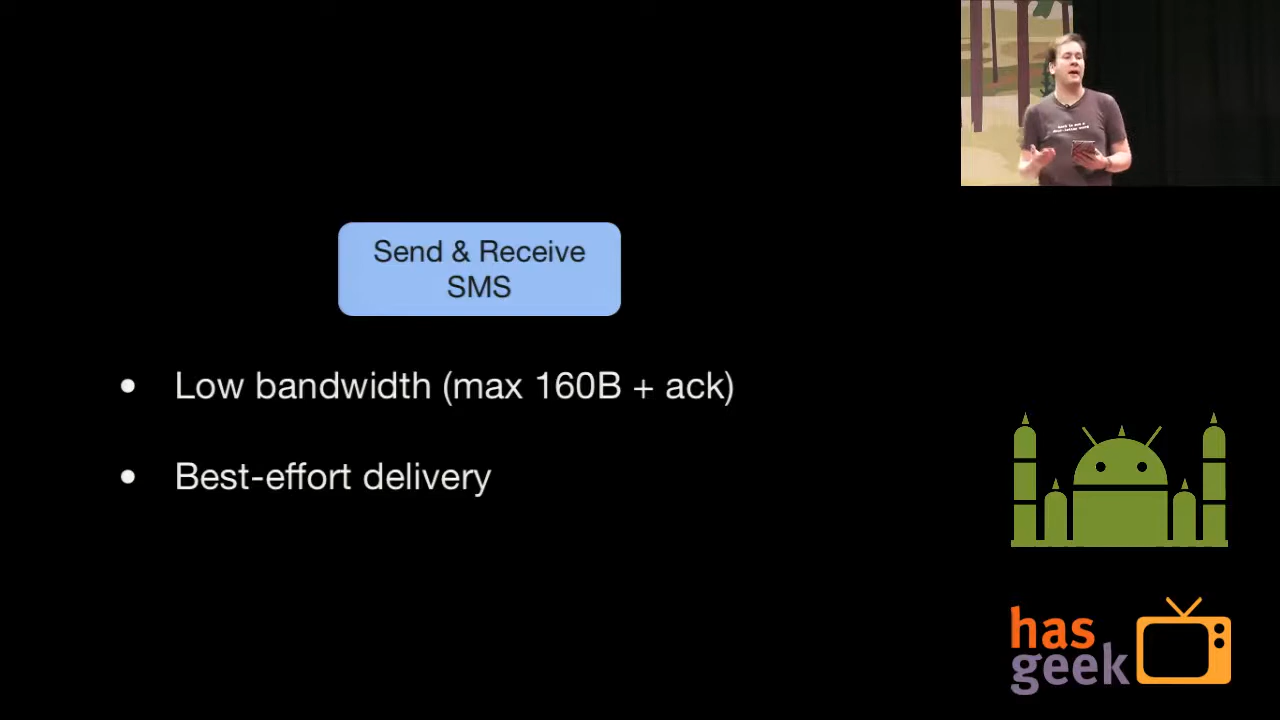 Send & Receive
SMS
• Low bandwidth (max 160B + ack)
• Best-effort delivery
has
geek